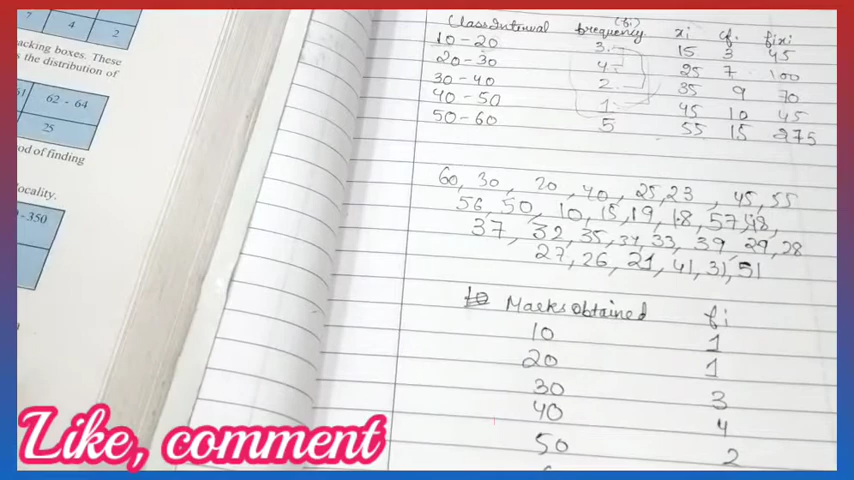 7 4 2
acking boxes. These
s the distribution of
51 62 - 64
25
od of finding
ocality.
-350
Class Interval frequency (fi) xi cf. fixi
10-20 3 15 3 45
20-30 4 25 7 100
30-40 2 35 9 70
40-50 1 45 10 45
50-60 5 55 15 275
60, 30, 20, 40, 25, 23, 45, 55
56, 50, 10, 15, 19, 18, 57, 48,
37, 32, 35, 33, 39, 29, 28
27, 26, 21, 41, 31, 51
Marks obtained fi
10 1
20 1
30 3
40 4
50 2
Like, comment